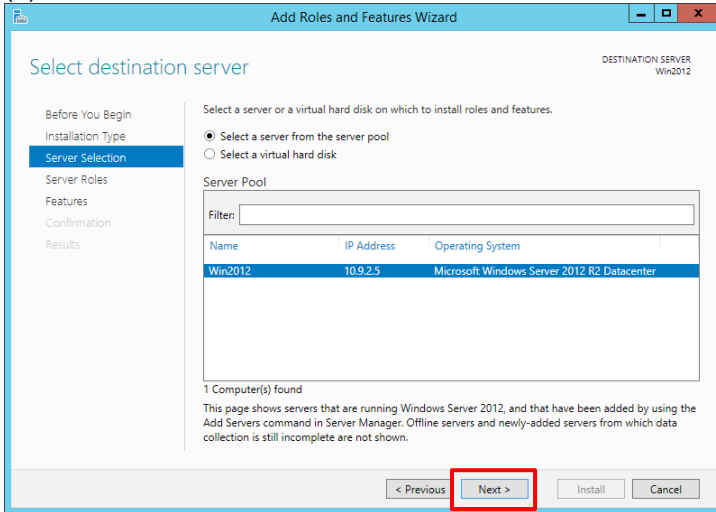 Add Roles and Features Wizard
Select destination server
DESTINATION SERVER
Win2012
Before You Begin
Installation Type
Server Selection
Server Roles
Features
Confirmation
Results
Select a server or a virtual hard disk on which to install roles and features.
Select a server from the server pool
Select a virtual hard disk
Server Pool
Filter:
Name IP Address Operating System
Win2012 10.9.2.5 Microsoft Windows Server 2012 R2 Datacenter
1 Computer(s) found
This page shows servers that are running Windows Server 2012, and that have been added by using the
Add Servers command in Server Manager. Offline servers and newly-added servers from which data
collection is still incomplete are not shown.
< Previous Next > Install Cancel